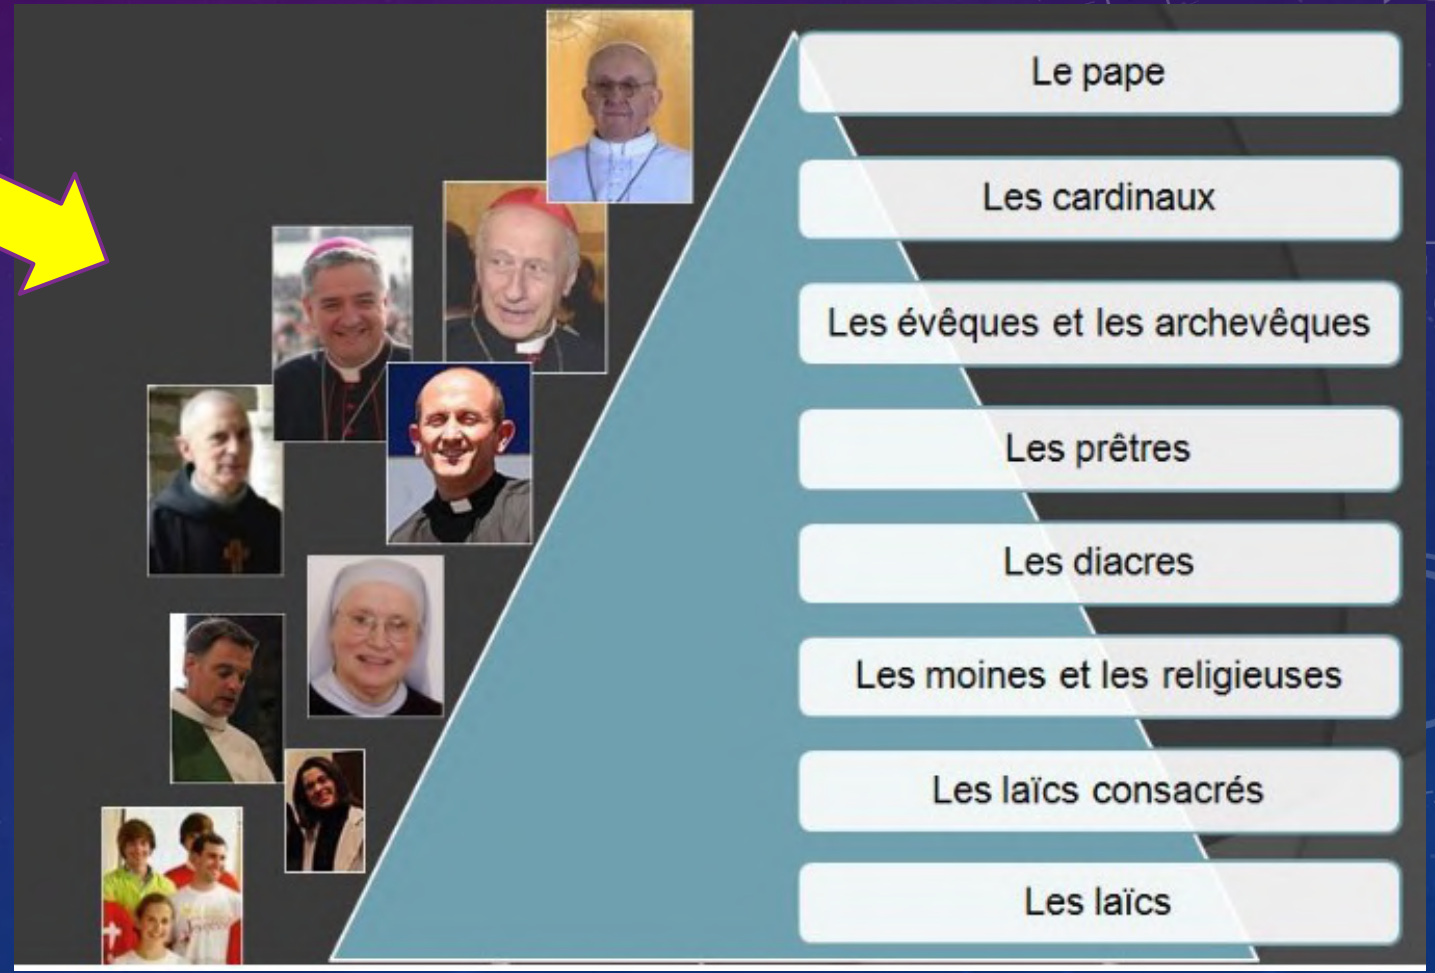 Le pape
Les cardinaux
Les évêques et les archevêques
Les prêtres
Les diacres
Les moines et les religieuses
Les laïcs consacrés
Les laïcs